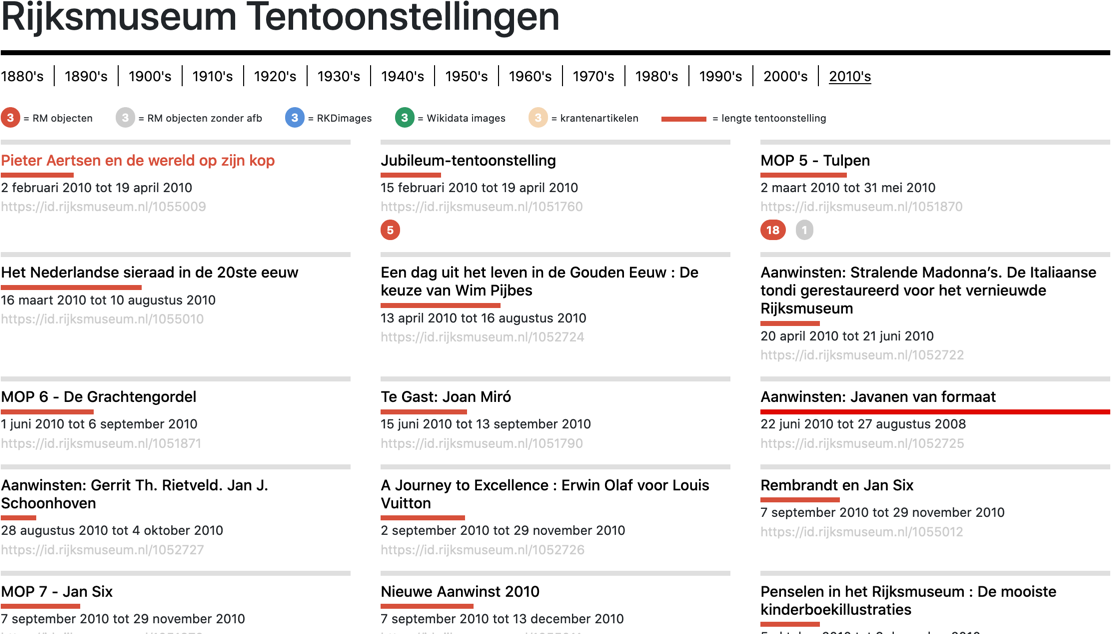 Rijksmuseum Tentoonstellingen
1880's 1890's 1900's 1910's 1920's 1930's 1940's 1950's 1960's 1970's 1980's 1990's 2000's 2010's
3 = RM objecten 3 = RM objecten zonder afb 3 = RKDimages 3 = Wikidata images 3 = krantenartikelen = lengte tentoonstelling
Pieter Aertsen en de wereld op zijn kop
2 februari 2010 tot 19 april 2010
https://id.rijksmuseum.nl/1055009
Jubileum-tentoonstelling
15 februari 2010 tot 19 april 2010
https://id.rijksmuseum.nl/1051760
5
MOP 5 - Tulpen
2 maart 2010 tot 31 mei 2010
https://id.rijksmuseum.nl/1051870
18 1
Het Nederlandse sieraad in de 20ste eeuw
16 maart 2010 tot 10 augustus 2010
https://id.rijksmuseum.nl/1055010
Een dag uit het leven in de Gouden Eeuw : De
keuze van Wim Pijbes
13 april 2010 tot 16 augustus 2010
https://id.rijksmuseum.nl/1052724
Aanwinsten: Stralende Madonna's. De Italiaanse
tondi gerestaureerd voor het vernieuwde
Rijksmuseum
20 april 2010 tot 21 juni 2010
https://id.rijksmuseum.nl/1052722
MOP 6 - De Grachtengordel
1 juni 2010 tot 6 september 2010
https://id.rijksmuseum.nl/1051871
Te Gast: Joan Miró
15 juni 2010 tot 13 september 2010
https://id.rijksmuseum.nl/1051790
Aanwinsten: Javanen van formaat
22 juni 2010 tot 27 augustus 2008
https://id.rijksmuseum.nl/1052725
Aanwinsten: Gerrit Th. Rietveld. Jan J.
Schoonhoven
28 augustus 2010 tot 4 oktober 2010
https://id.rijksmuseum.nl/1052727
A Journey to Excellence : Erwin Olaf voor Louis
Vuitton
2 september 2010 tot 29 november 2010
https://id.rijksmuseum.nl/1052726
Rembrandt en Jan Six
7 september 2010 tot 29 november 2010
https://id.rijksmuseum.nl/1055012
MOP 7 - Jan Six
7 september 2010 tot 29 november 2010
Nieuwe Aanwinst 2010
7 september 2010 tot 13 december 2010
Penselen in het Rijksmuseum : De mooiste
kinderboekillustraties